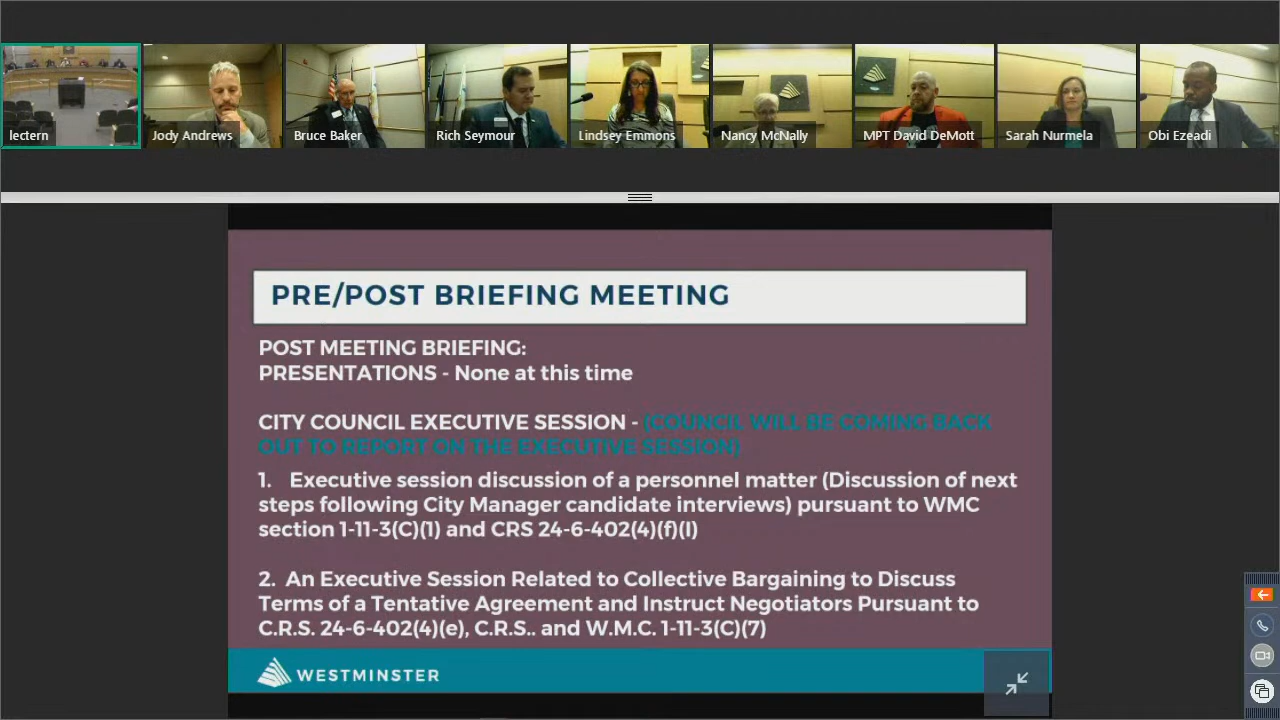 lectern
Jody Andrews
Bruce Baker
Rich Seymour
Lindsey Emmons
Nancy McNally
MPT David DeMott
Sarah Nurmela
Obi Ezeadi
PRE/POST BRIEFING MEETING
POST MEETING BRIEFING:
PRESENTATIONS - None at this time
CITY COUNCIL EXECUTIVE SESSION - (COUNCIL WILL BE COMING BACK
OUT TO REPORT ON THE EXECUTIVE SESSION)
1. Executive session discussion of a personnel matter (Discussion of next
steps following City Manager candidate interviews) pursuant to WMC
section 1-11-3(C)(1) and CRS 24-6-402(4)(f)(I)
2. An Executive Session Related to Collective Bargaining to Discuss
Terms of a Tentative Agreement and Instruct Negotiators Pursuant to
C.R.S. 24-6-402(4)(e), C.R.S.. and W.M.C. 1-11-3(C)(7)
WESTMINSTER